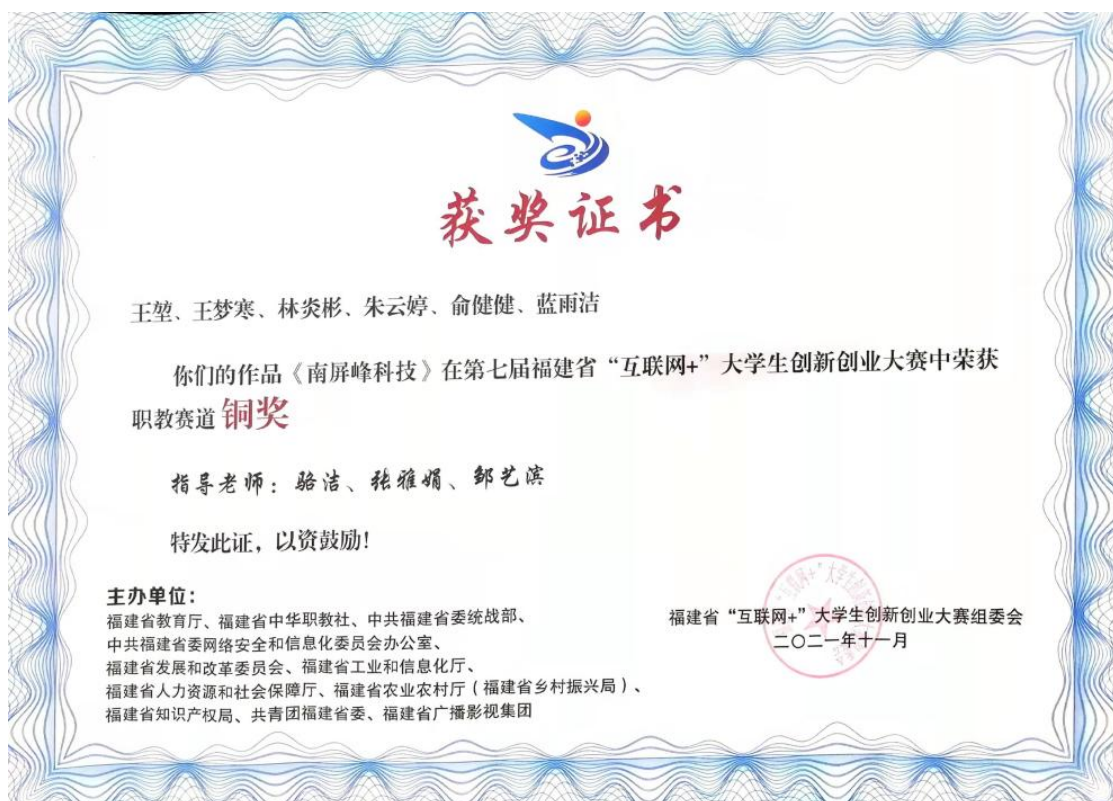 获奖证书
王堃、王梦寒、林炎彬、朱云婷、俞健健、蓝雨洁
你们的作品《南屏峰科技》在第七届福建省“互联网+”大学生创新创业大赛中荣获
职教赛道 铜奖
指导老师：骆洁、张雅娟、邹艺滨
特发此证，以资鼓励！
主办单位：
福建省教育厅、福建省中华职教社、中共福建省委统战部、
中共福建省委网络安全和信息化委员会办公室、
福建省发展和改革委员会、福建省工业和信息化厅、
福建省人力资源和社会保障厅、福建省农业农村厅（福建省乡村振兴局）、
福建省知识产权局、共青团福建省委、福建省广播影视集团
福建省“互联网+”大学生创新创业大赛组委会
二〇二一年十一月